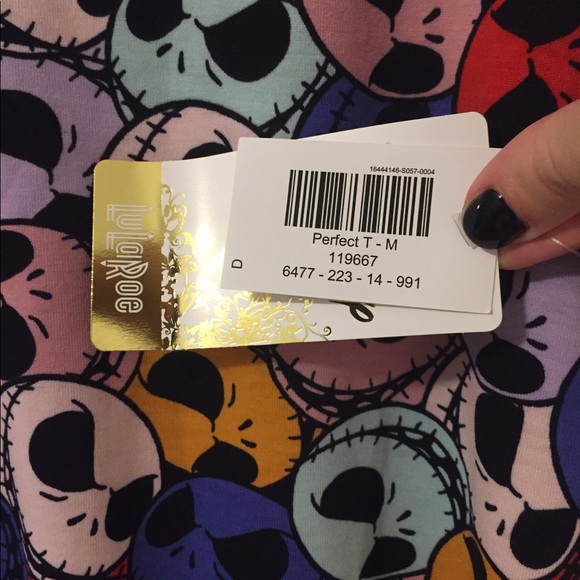 16444146-S057-0004
Perfect T - M
119667
6477 - 223 - 14 - 991
D
LuLaRoe